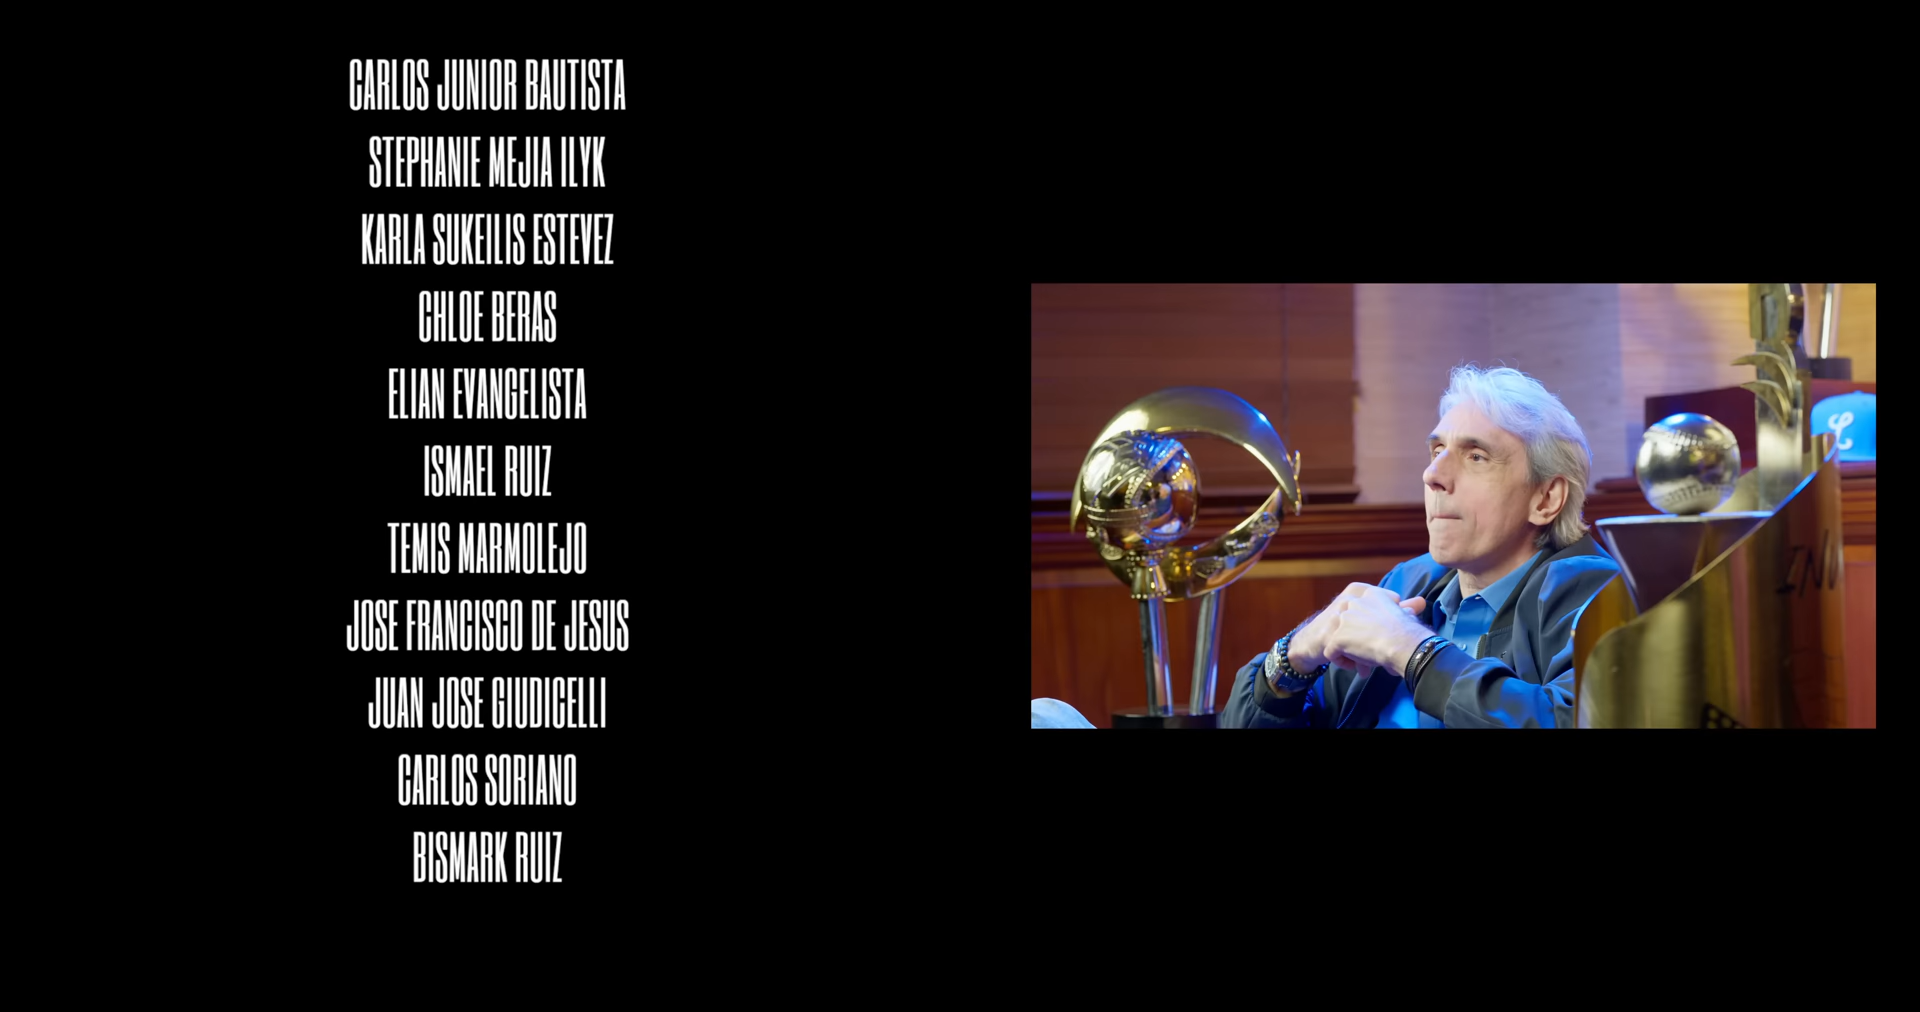 CARLOS JUNIOR BAUTISTA
STEPHANIE MEJIA ILYK
KARLA SUKEILIS ESTEVEZ
CHLOE BERAS
ELIAN EVANGELISTA
ISMAEL RUIZ
TEMIS MARMOLEJO
JOSE FRANCISCO DE JESUS
JUAN JOSE GIUDICELLI
CARLOS SORIANO
BISMARK RUIZ
L